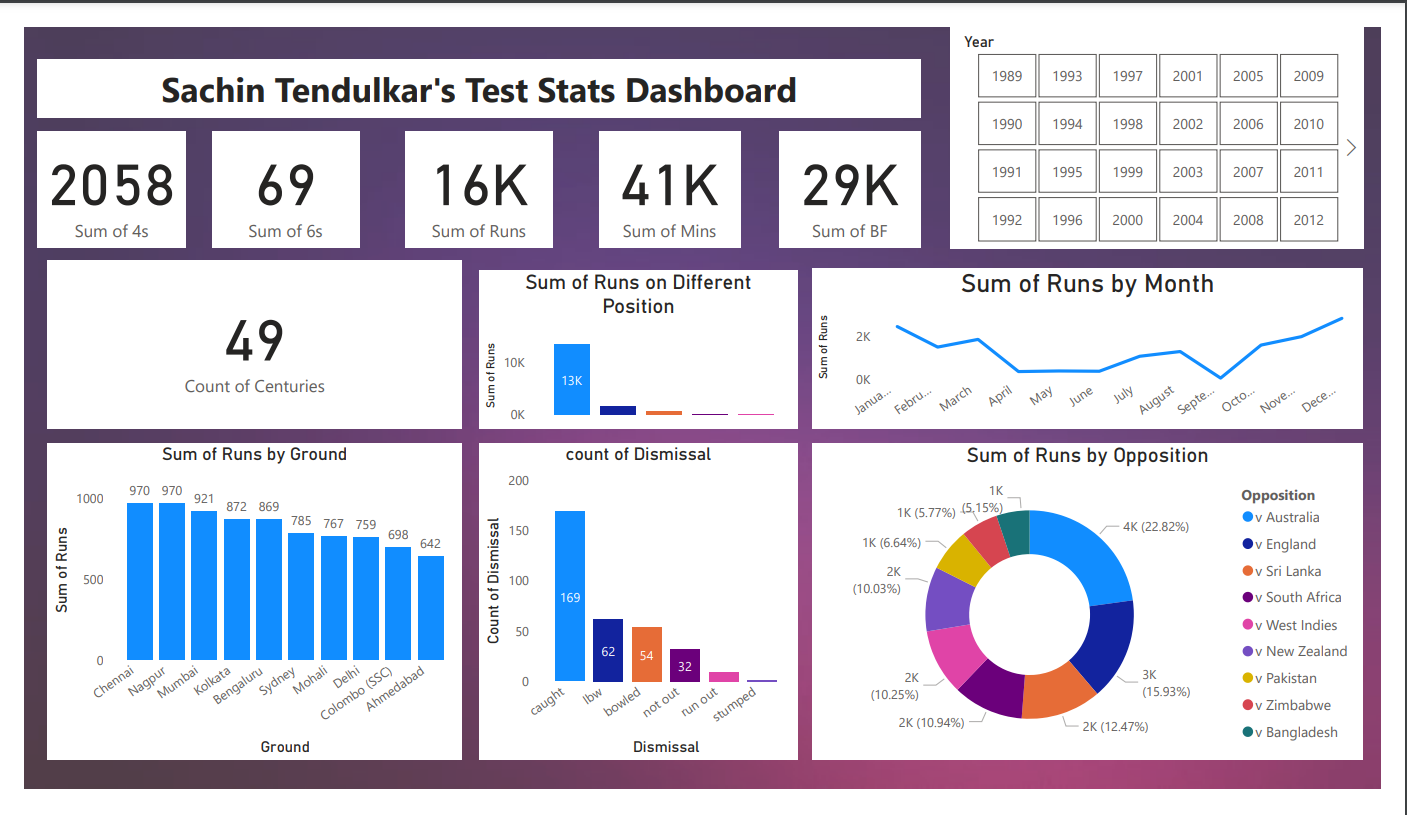 Year
Sachin Tendulkar's Test Stats Dashboard
1989 1993 1997 2001 2005 2009
1990 1994 1998 2002 2006 2010
1991 1995 1999 2003 2007 2011
1992 1996 2000 2004 2008 2012
2058
Sum of 4s
69
Sum of 6s
16K
Sum of Runs
41K
Sum of Mins
29K
Sum of BF
49
Count of Centuries
Sum of Runs on Different
Position
Sum of Runs
10K
0K
13K
Sum of Runs by Month
Sum of Runs
2K
0K
Janua... Febru... March April May June July August Septe... Octo... Nove... Dece...
Sum of Runs by Ground
Sum of Runs
1000
500
0
970 970 921 872 869 785 767 759 698 642
Chennai Nagpur Mumbai Kolkata Bengaluru Sydney Mohali Delhi Colombo (SSC) Ahmedabad
Ground
count of Dismissal
Count of Dismissal
200
150
100
50
0
169 62 54 32
caught lbw bowled not out run out stumped
Dismissal
Sum of Runs by Opposition
4K (22.82%)
3K
(15.93%)
2K (12.47%)
2K (10.94%)
2K
(10.25%)
2K
(10.03%)
1K (6.64%)
1K (5.77%)
1K
(5.15%)
Opposition
v Australia
v England
v Sri Lanka
v South Africa
v West Indies
v New Zealand
v Pakistan
v Zimbabwe
v Bangladesh